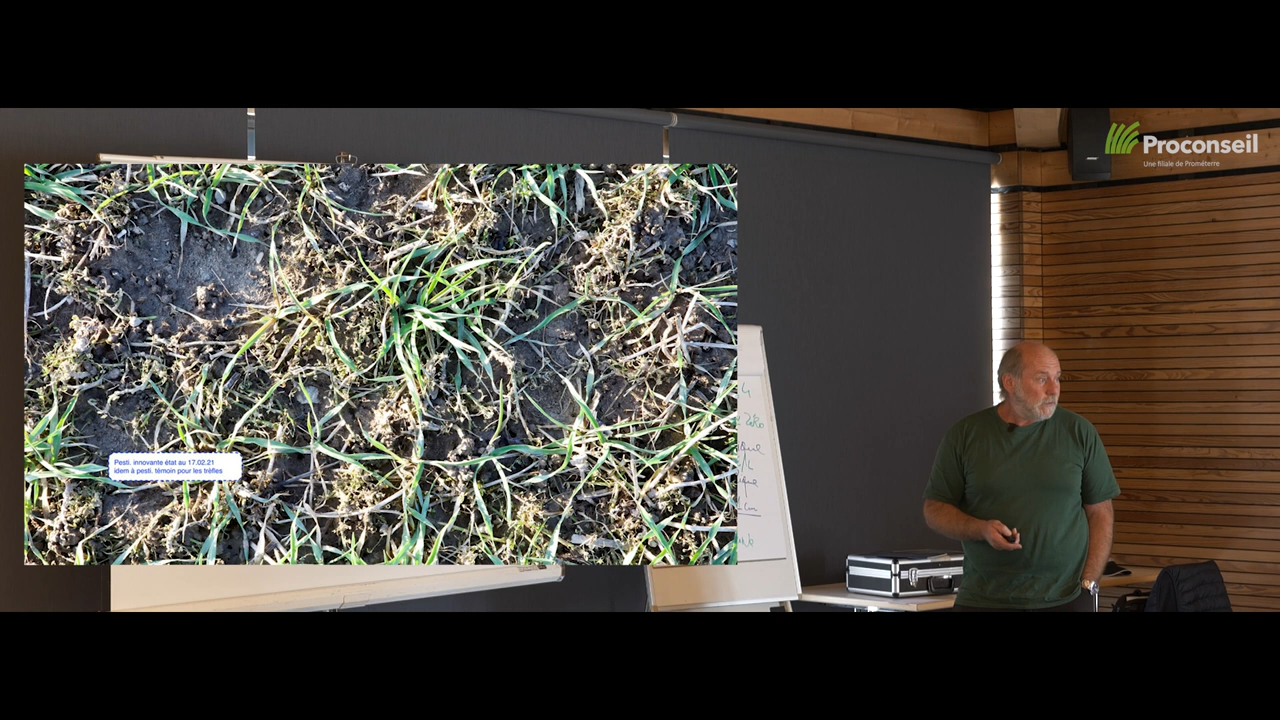 Proconseil
Une filiale de Prométerre
Pesti. innovante état au 17.02.21
idem à pesti. témoin pour les trèfles